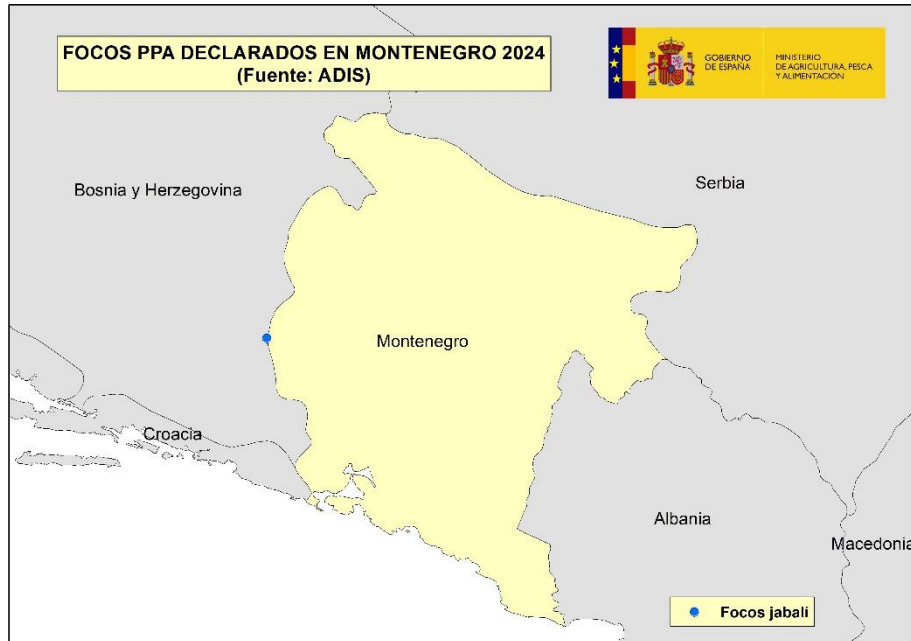 FOCOS PPA DECLARADOS EN MONTENEGRO 2024
(Fuente: ADIS)
GOBIERNO
DE ESPAÑA
MINISTERIO
DE AGRICULTURA, PESCA
Y ALIMENTACIÓN
Bosnia y Herzegovina
Serbia
Montenegro
Croacia
Albania
Macedonia
Focos jabalí